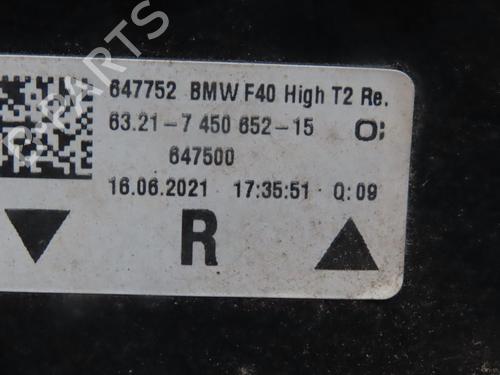 647752 BMW F40 High T2 Re.
63.21-7 450 652-15 O;
647500
16.06.2021 17:35:51 Q:09
R